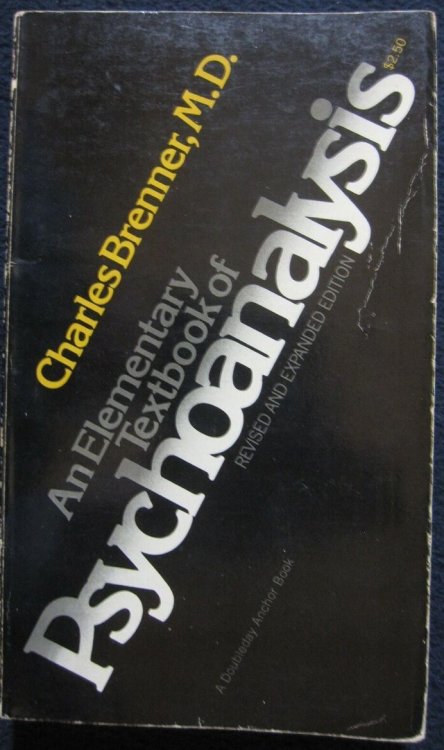 Charles Brenner, M.D.
An Elementary
Textbook of
Psychoanalysis
$2.50
REVISED AND EXPANDED EDITION
A Doubleday Anchor Book